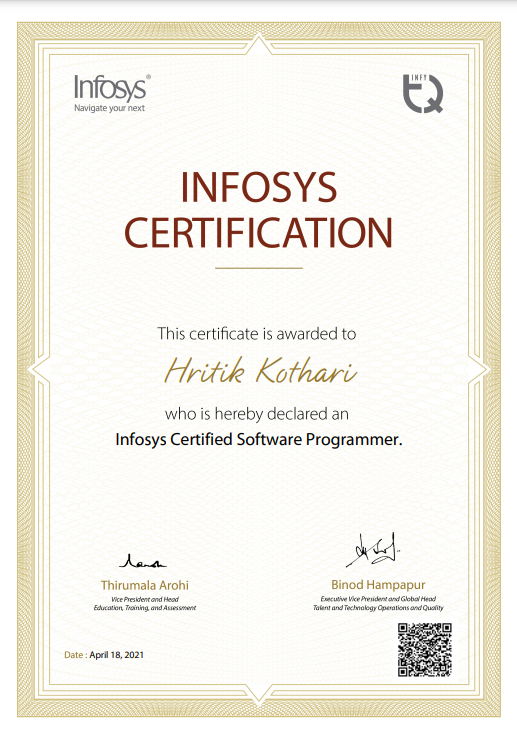 Infosys®
Navigate your next
INFY
TQ
INFOSYS
CERTIFICATION
This certificate is awarded to
Hritik Kothari
who is hereby declared an
Infosys Certified Software Programmer.
Thirumala Arohi
Vice President and Head
Education, Training, and Assessment
Binod Hampapur
Executive Vice President and Global Head
Talent and Technology Operations and Quality
Date : April 18, 2021